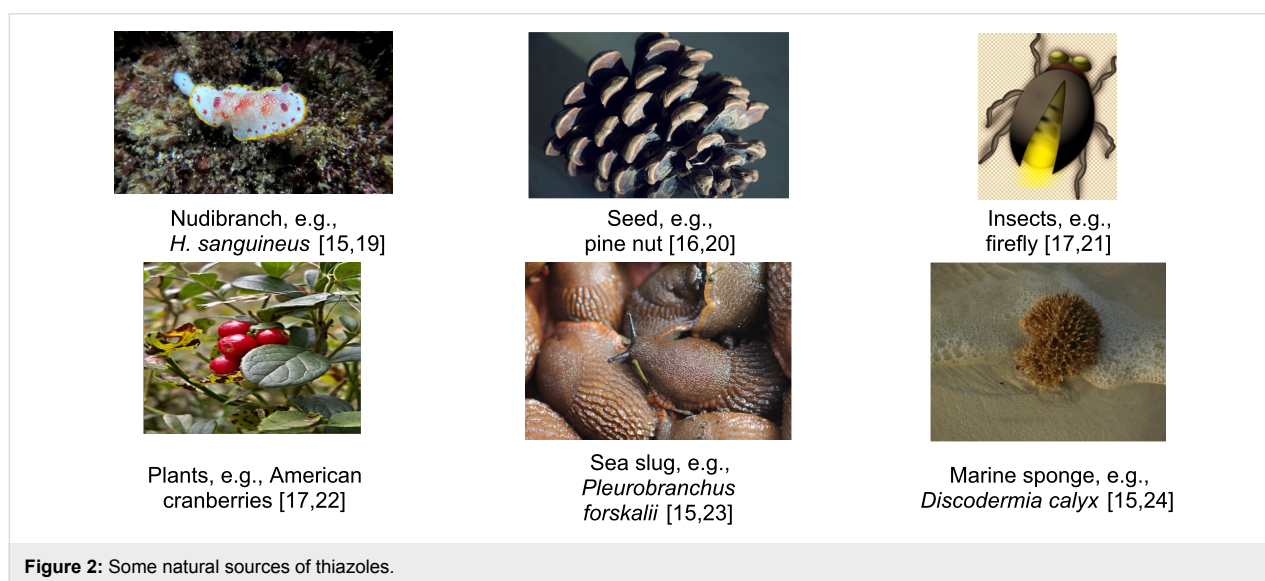 Nudibranch, e.g.,
H. sanguineus [15,19]
Seed, e.g.,
pine nut [16,20]
Insects, e.g.,
firefly [17,21]
Plants, e.g., American
cranberries [17,22]
Sea slug, e.g.,
Pleurobranchus
forskalii [15,23]
Marine sponge, e.g.,
Discodermia calyx [15,24]
Figure 2: Some natural sources of thiazoles.